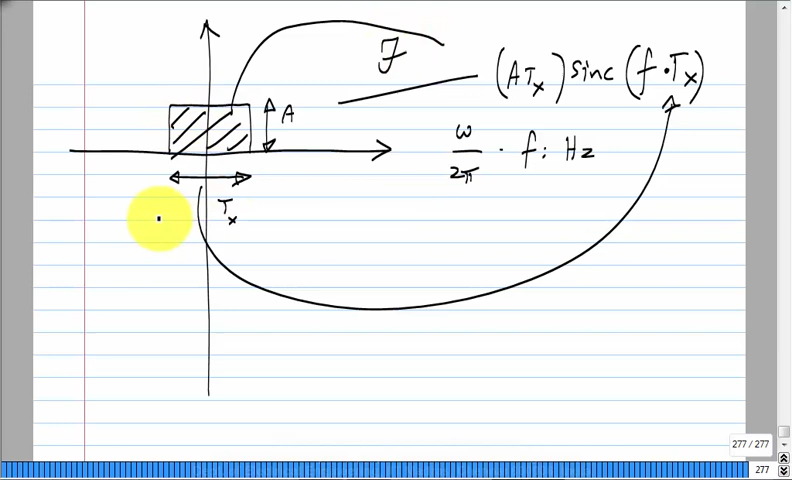 ℱ
(ATₓ) sinc (f·Tₓ)
A
ω/2π · f: Hz
Tₓ
277 / 277
277